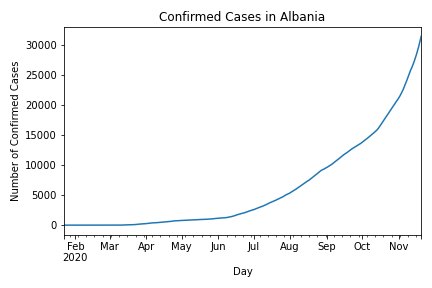 Confirmed Cases in Albania
Number of Confirmed Cases
30000
25000
20000
15000
10000
5000
0
Feb Mar Apr May Jun Jul Aug Sep Oct Nov
2020
Day